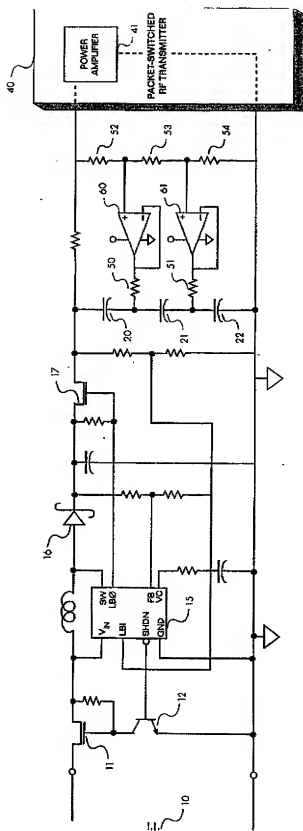 40
POWER
AMPLIFIER
41
PACKET-SWITCHED
RF TRANSMITTER
52
53
54
60
61
50
51
20
21
22
17
16
SW
LBØ
VIN
LBI
FB
VC
SHDN
GND
15
11
12
10